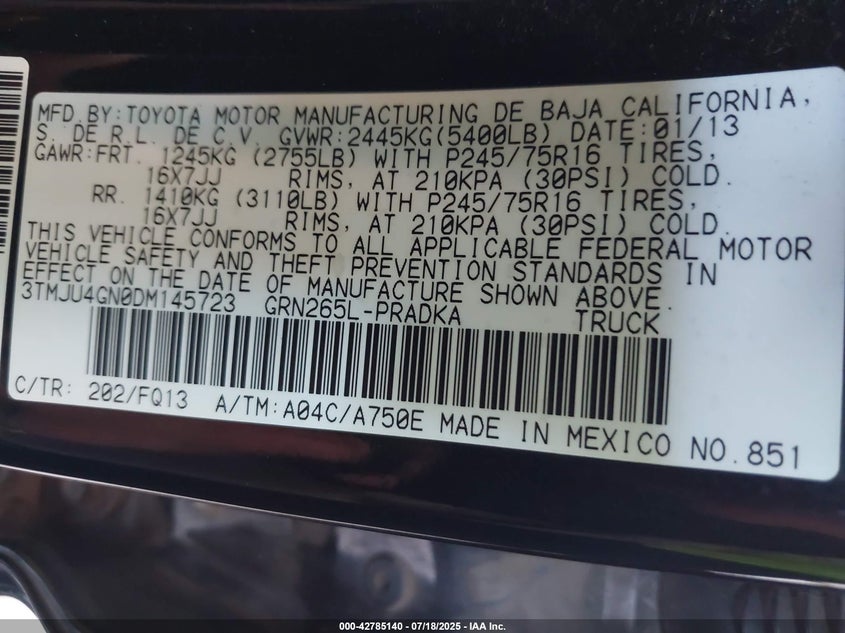 MFD.BY:TOYOTA MOTOR MANUFACTURING DE BAJA CALIFORNIA,
S. DE R.L. DE C.V. GVWR:2445KG(5400LB) DATE:01/13
GAWR:FRT. 1245KG (2755LB) WITH P245/75R16 TIRES,
16X7JJ RIMS, AT 210KPA (30PSI) COLD.
RR. 1410KG (3110LB) WITH P245/75R16 TIRES,
16X7JJ RIMS, AT 210KPA (30PSI) COLD.
THIS VEHICLE CONFORMS TO ALL APPLICABLE FEDERAL MOTOR
VEHICLE SAFETY AND THEFT PREVENTION STANDARDS IN
EFFECT ON THE DATE OF MANUFACTURE SHOWN ABOVE.
3TMJU4GN0DM145723 GRN265L-PRADKA TRUCK
C/TR: 202/FQ13 A/TM:A04C/A750E MADE IN MEXICO NO.851
000-42785140 - 07/18/2025 - IAA Inc.